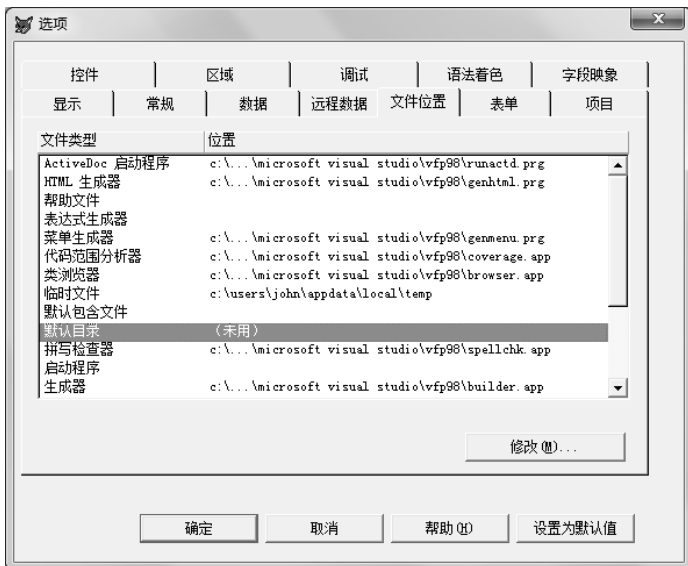 选项
控件 区域 调试 语法着色 字段映象
显示 常规 数据 远程数据 文件位置 表单 项目
文件类型 位置
ActiveDoc 启动程序 c:\...\microsoft visual studio\vfp98\runactd.prg
HTML 生成器 c:\...\microsoft visual studio\vfp98\genhtml.prg
帮助文件
表达式生成器
菜单生成器 c:\...\microsoft visual studio\vfp98\genmenu.prg
代码范围分析器 c:\...\microsoft visual studio\vfp98\coverage.app
类浏览器 c:\...\microsoft visual studio\vfp98\browser.app
临时文件 c:\users\john\appdata\local\temp
默认包含文件
默认目录 （未用）
拼写检查器 c:\...\microsoft visual studio\vfp98\spellchk.app
启动程序
生成器 c:\...\microsoft visual studio\vfp98\builder.app
修改(M)...
确定 取消 帮助(H) 设置为默认值